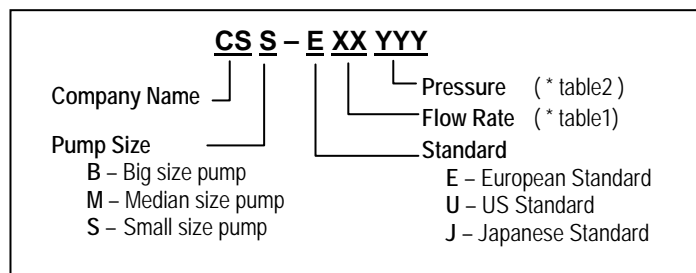 CS S – E XX YYY
Company Name
Pressure ( * table2 )
Flow Rate ( * table1)
Pump Size
B – Big size pump
M – Median size pump
S – Small size pump
Standard
E – European Standard
U – US Standard
J – Japanese Standard